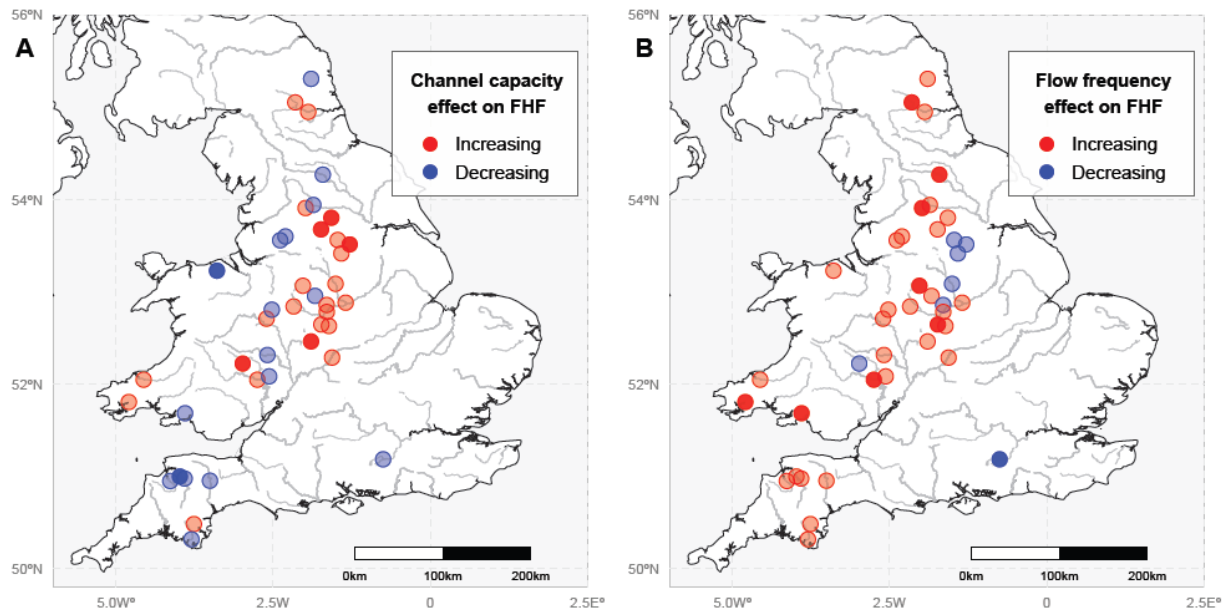 A
Channel capacity
effect on FHF
Increasing
Decreasing
56°N
54°N
52°N
50°N
5.0W°
2.5W°
0
2.5E°
0km
100km
200km
B
Flow frequency
effect on FHF
Increasing
Decreasing
56°N
54°N
52°N
50°N
5.0W°
2.5W°
0
2.5E°
0km
100km
200km